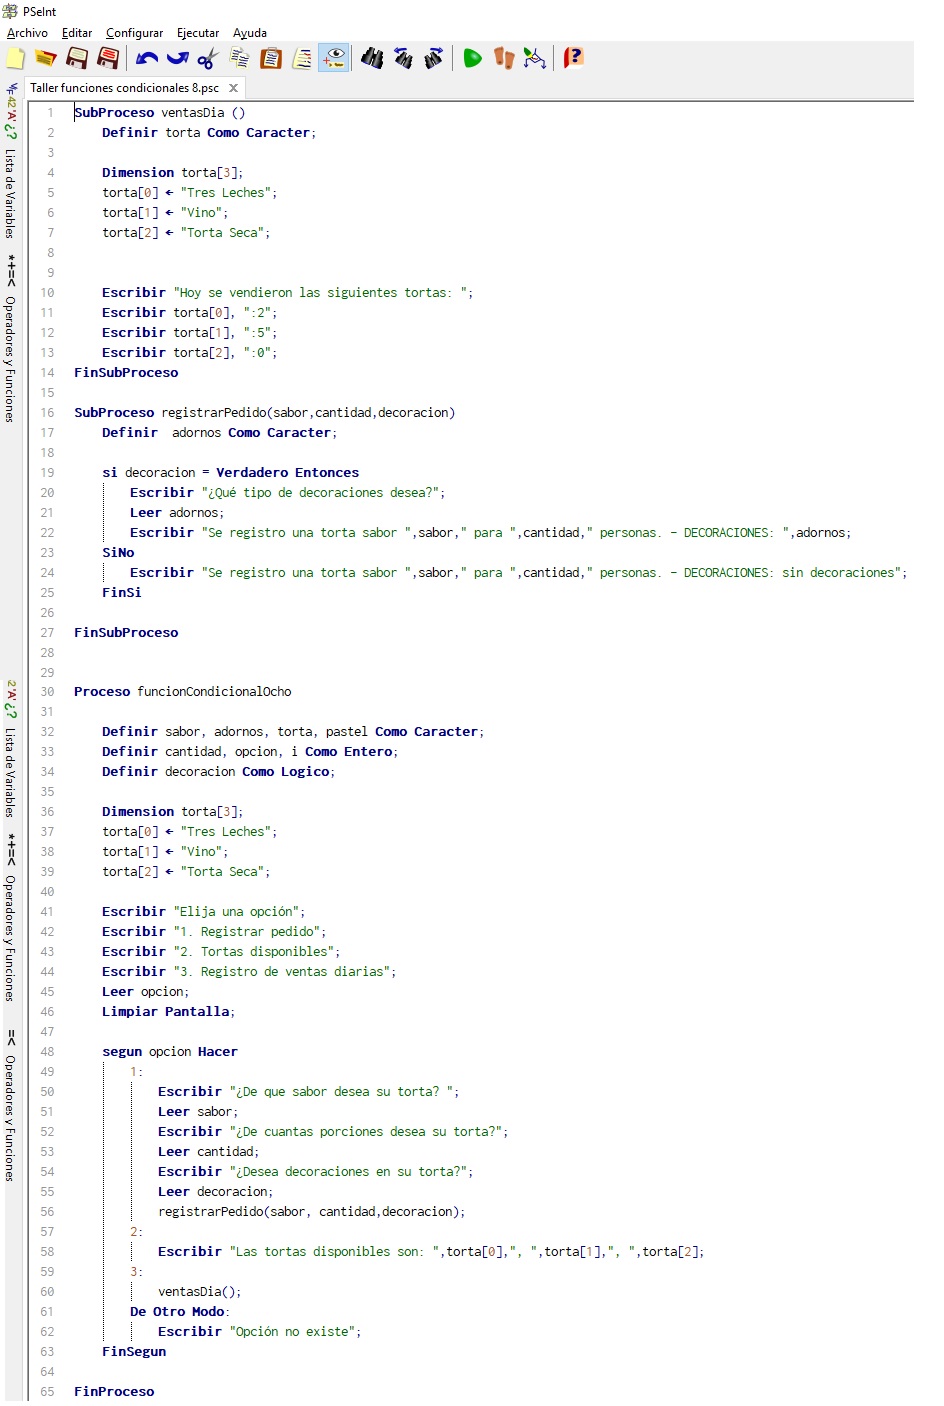 PSeInt
Archivo Editar Configurar Ejecutar Ayuda
Taller funciones condicionales 8.psc X
1 SubProceso ventasDia ()
2 Definir torta Como Caracter;
3
4 Dimension torta[3];
5 torta[0] ← "Tres Leches";
6 torta[1] ← "Vino";
7 torta[2] ← "Torta Seca";
8
9
10 Escribir "Hoy se vendieron las siguientes tortas: ";
11 Escribir torta[0], ":2";
12 Escribir torta[1], ":5";
13 Escribir torta[2], ":0";
14 FinSubProceso
15
16 SubProceso registrarPedido(sabor,cantidad,decoracion)
17 Definir  adornos Como Caracter;
18
19 si decoracion = Verdadero Entonces
20 Escribir "¿Qué tipo de decoraciones desea?";
21 Leer adornos;
22 Escribir "Se registro una torta sabor ",sabor," para ",cantidad," personas. - DECORACIONES: ",adornos;
23 SiNo
24 Escribir "Se registro una torta sabor ",sabor," para ",cantidad," personas. - DECORACIONES: sin decoraciones";
25 FinSi
26
27 FinSubProceso
28
29
30 Proceso funcionCondicionalOcho
31
32 Definir sabor, adornos, torta, pastel Como Caracter;
33 Definir cantidad, opcion, i Como Entero;
34 Definir decoracion Como Logico;
35
36 Dimension torta[3];
37 torta[0] ← "Tres Leches";
38 torta[1] ← "Vino";
39 torta[2] ← "Torta Seca";
40
41 Escribir "Elija una opción";
42 Escribir "1. Registrar pedido";
43 Escribir "2. Tortas disponibles";
44 Escribir "3. Registro de ventas diarias";
45 Leer opcion;
46 Limpiar Pantalla;
47
48 segun opcion Hacer
49 1:
50 Escribir "¿De que sabor desea su torta? ";
51 Leer sabor;
52 Escribir "¿De cuantas porciones desea su torta?";
53 Leer cantidad;
54 Escribir "¿Desea decoraciones en su torta?";
55 Leer decoracion;
56 registrarPedido(sabor, cantidad,decoracion);
57 2:
58 Escribir "Las tortas disponibles son: ",torta[0],", ",torta[1],", ",torta[2];
59 3:
60 ventasDia();
61 De Otro Modo:
62 Escribir "Opción no existe";
63 FinSegun
64
65 FinProceso
42 'A' ¿? Lista de Variables
*+=< Operadores y Funciones
2 'A' ¿? Lista de Variables
*+=< Operadores y Funciones
=< Operadores y Funciones